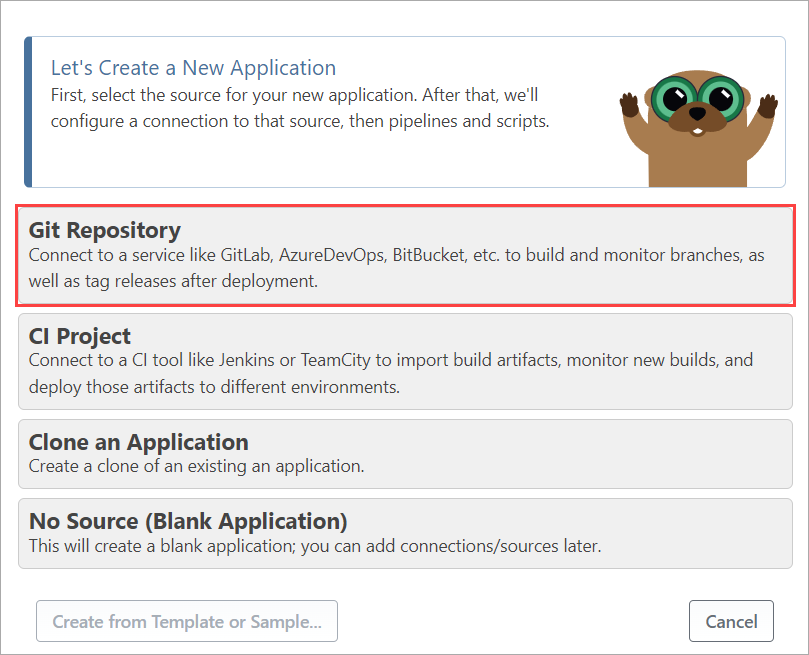 Let's Create a New Application
First, select the source for your new application. After that, we'll
configure a connection to that source, then pipelines and scripts.
Git Repository
Connect to a service like GitLab, AzureDevOps, BitBucket, etc. to build and monitor branches, as
well as tag releases after deployment.
CI Project
Connect to a CI tool like Jenkins or TeamCity to import build artifacts, monitor new builds, and
deploy those artifacts to different environments.
Clone an Application
Create a clone of an existing an application.
No Source (Blank Application)
This will create a blank application; you can add connections/sources later.
Create from Template or Sample...
Cancel